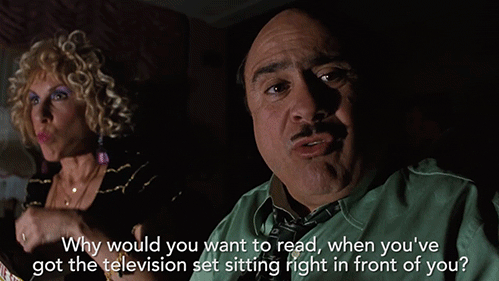 Why would you want to read, when you've
got the television set sitting right in front of you?